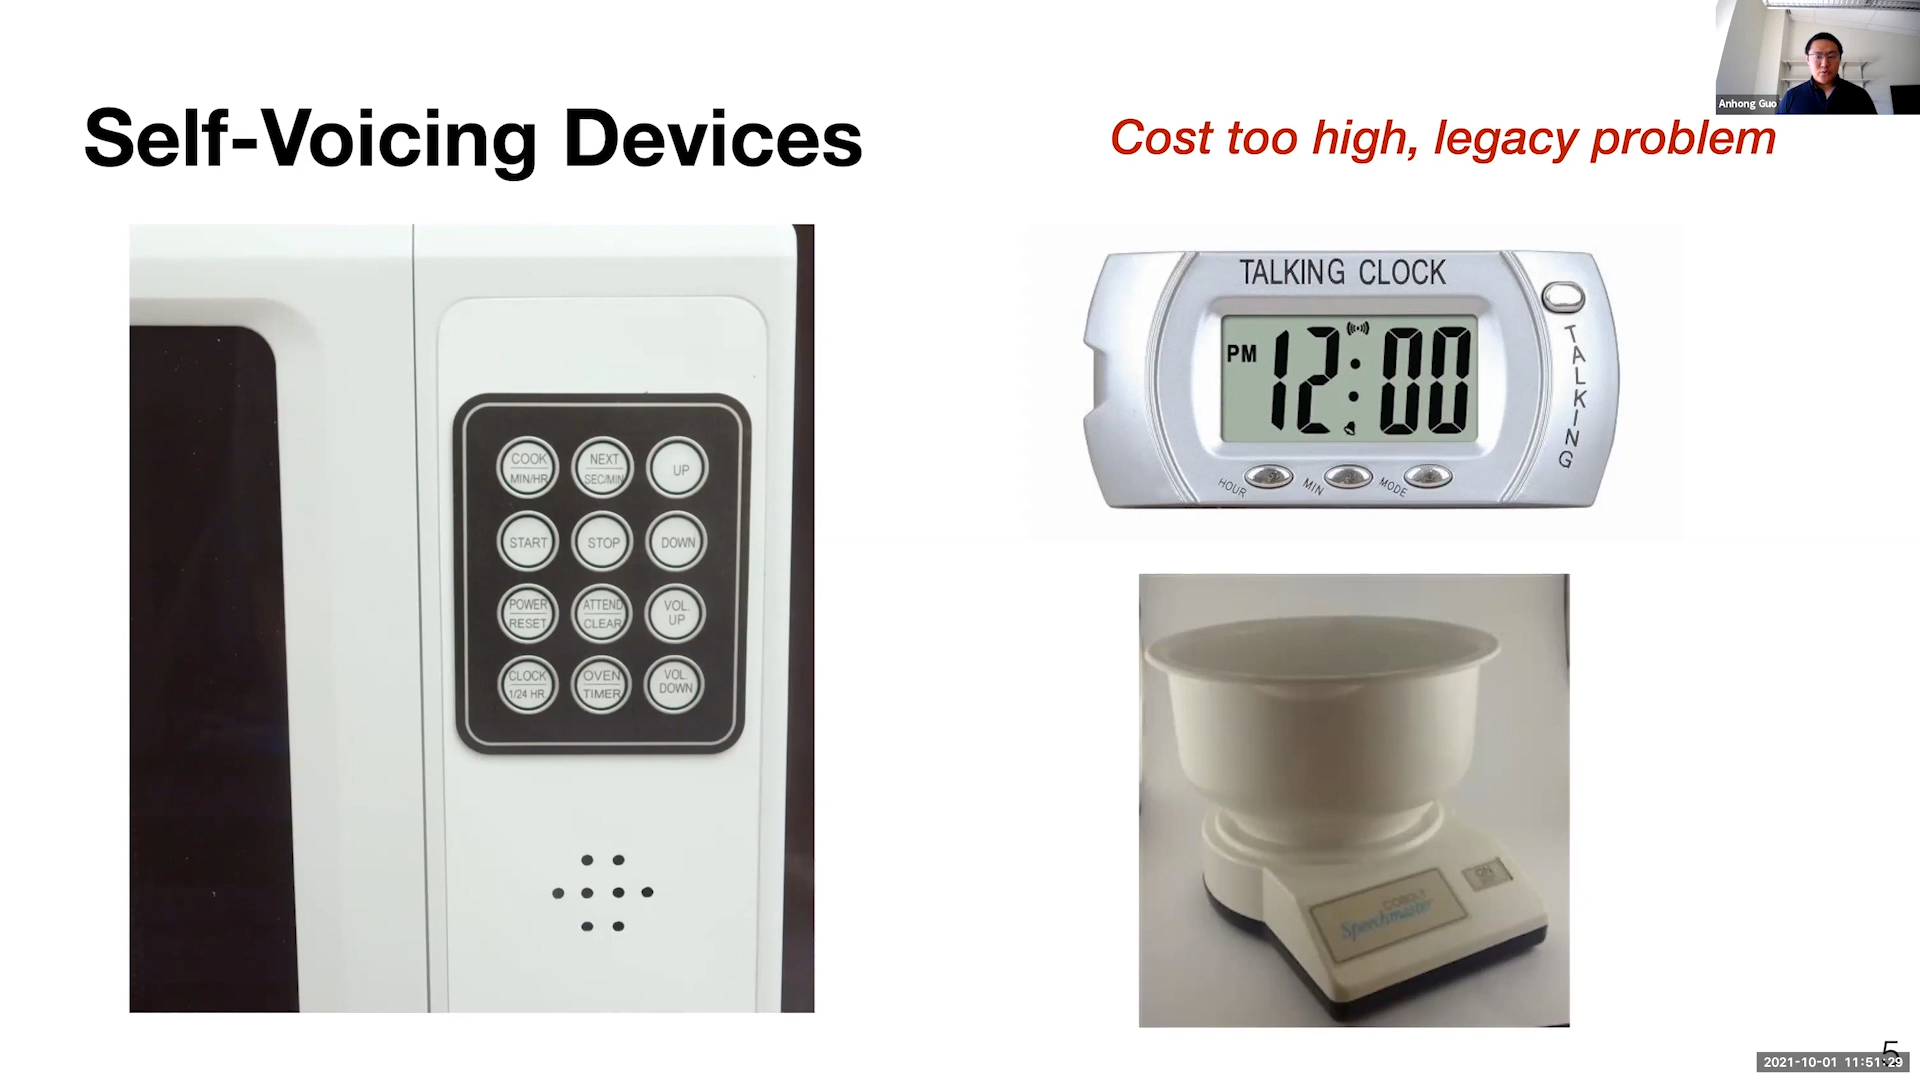 Self-Voicing Devices
Cost too high, legacy problem
Anhong Guo
COOK
MIN/HR
NEXT
SEC/MIN
UP
START
STOP
DOWN
POWER
RESET
ATTEND
CLEAR
VOL.
UP
CLOCK
1/24 HR
OVEN
TIMER
VOL.
DOWN
TALKING CLOCK
PM 12:00
TALKING
HOUR
MIN
MODE
COBOLT
Speechmaster
ON
5
2021-10-01 11:51:29